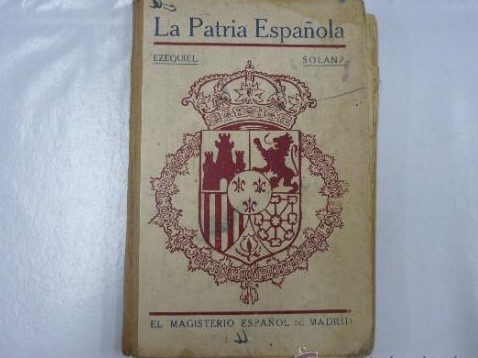 La Patria Española
EZEQUIEL SOLANA
EL MAGISTERIO ESPAÑOL DE MADRID